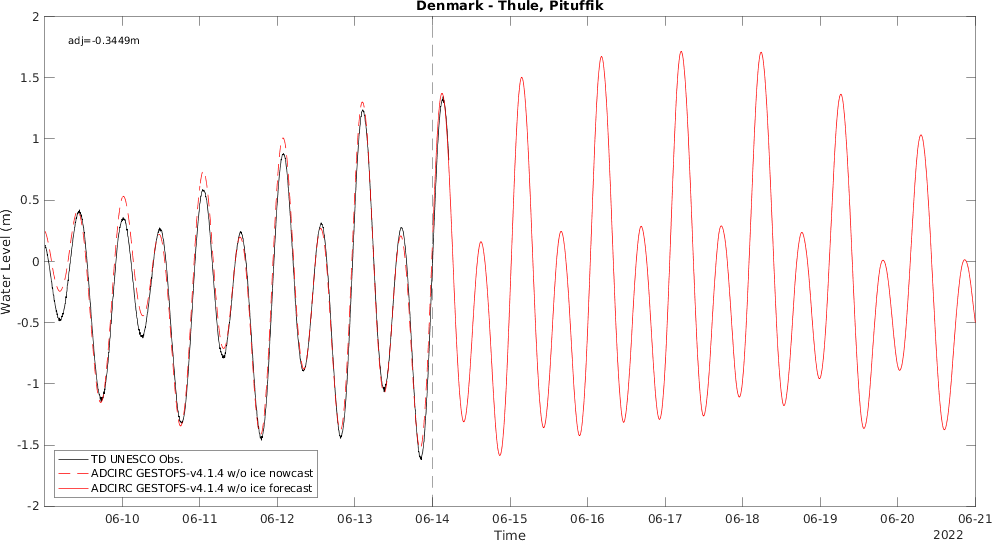 Denmark - Thule, Pituffik
adj=-0.3449m
2
1.5
1
0.5
0
-0.5
-1
-1.5
-2
Water Level (m)
TD UNESCO Obs.
ADCIRC GESTOFS-v4.1.4 w/o ice nowcast
ADCIRC GESTOFS-v4.1.4 w/o ice forecast
06-10 06-11 06-12 06-13 06-14 06-15 06-16 06-17 06-18 06-19 06-20 06-21
Time
2022